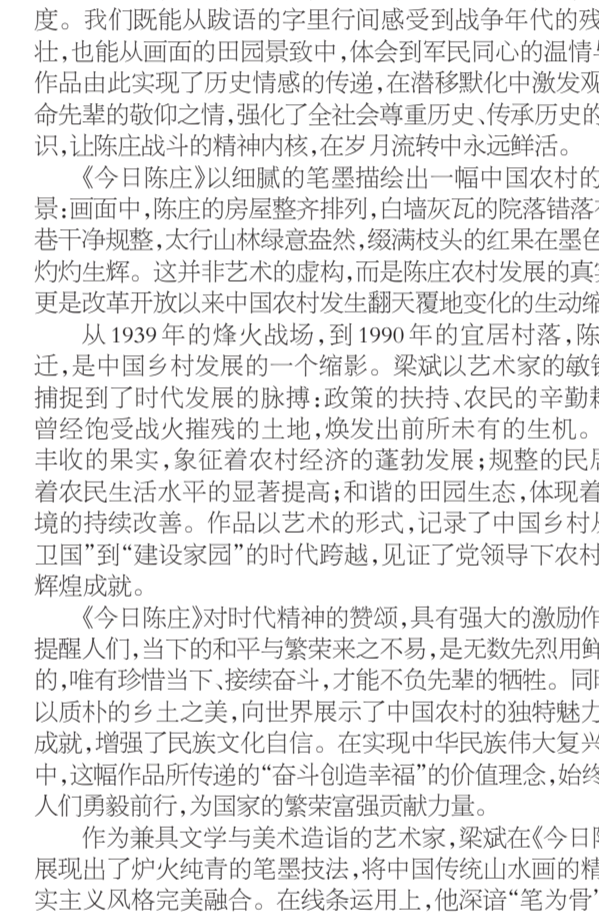 度。我们既能从跋语的字里行间感受到战争年代的残
壮，也能从画面的田园景致中，体会到军民同心的温情
作品由此实现了历史情感的传递，在潜移默化中激发观
命先辈的敬仰之情，强化了全社会尊重历史、传承历史的
识，让陈庄战斗的精神内核，在岁月流转中永远鲜活。
《今日陈庄》以细腻的笔墨描绘出一幅中国农村的
景：画面中，陈庄的房屋整齐排列，白墙灰瓦的院落错落
巷干净规整，太行山林绿意盎然，缀满枝头的红果在墨色
灼灼生辉。这并非艺术的虚构，而是陈庄农村发展的真实
更是改革开放以来中国农村发生翻天覆地变化的生动缩
从1939年的烽火战场，到1990年的宜居村落，陈
迁，是中国乡村发展的一个缩影。梁斌以艺术家的敏锐
捕捉到了时代发展的脉搏：政策的扶持、农民的辛勤耕
曾经饱受战火摧残的土地，焕发出前所未有的生机。
丰收的果实，象征着农村经济的蓬勃发展；规整的民居
着农民生活水平的显著提高；和谐的田园生态，体现着
境的持续改善。作品以艺术的形式，记录了中国乡村从
卫国”到“建设家园”的时代跨越，见证了党领导下农村
辉煌成就。
《今日陈庄》对时代精神的赞颂，具有强大的激励作
提醒人们，当下的和平与繁荣来之不易，是无数先烈用鲜
的，唯有珍惜当下、接续奋斗，才能不负先辈的牺牲。同时
以质朴的乡土之美，向世界展示了中国农村的独特魅力
成就，增强了民族文化自信。在实现中华民族伟大复兴
中，这幅作品所传递的“奋斗创造幸福”的价值理念，始终
人们勇毅前行，为国家的繁荣富强贡献力量。
作为兼具文学与美术造诣的艺术家，梁斌在《今日陈
展现出了炉火纯青的笔墨技法，将中国传统山水画的精
实主义风格完美融合。在线条运用上，他深谙“笔为骨”